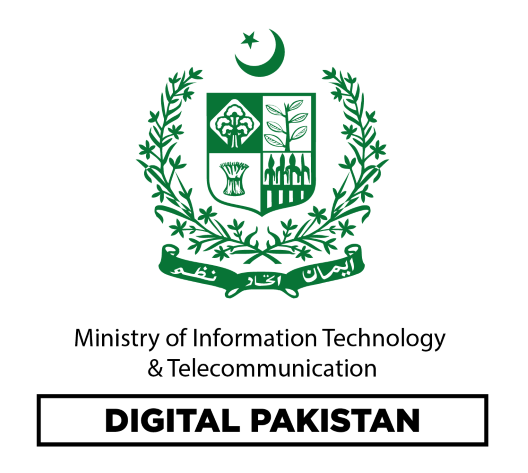 ایمان اتحاد نظم
Ministry of Information Technology
& Telecommunication
DIGITAL PAKISTAN